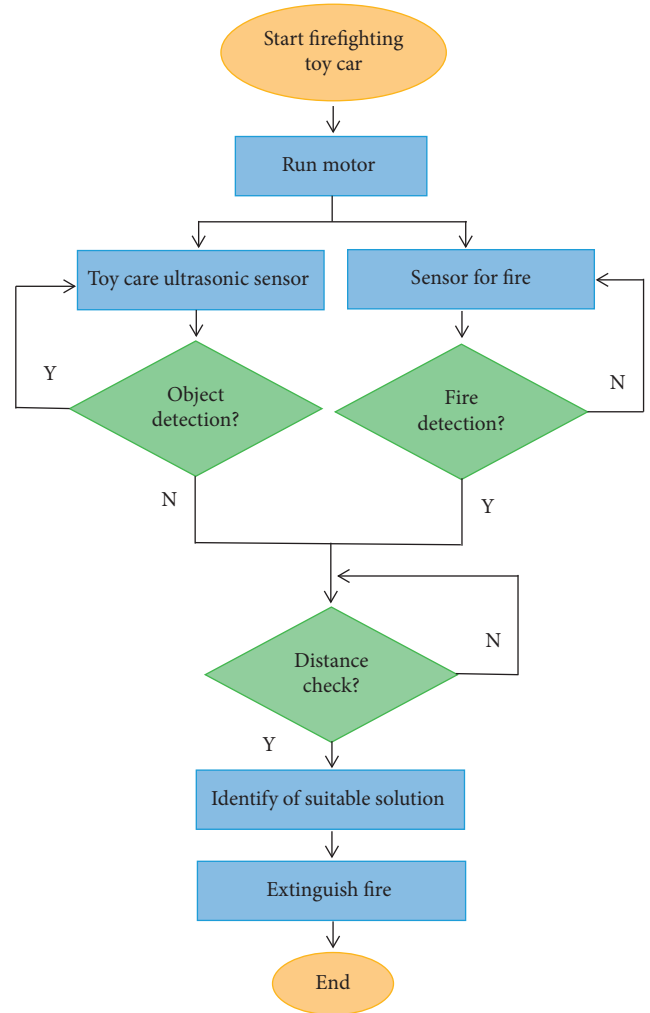 Start firefighting
toy car
Run motor
Toy care ultrasonic sensor
Sensor for fire
Y
Object
detection?
Fire
detection?
N
N
Y
Distance
check?
N
Y
Identify of suitable solution
Extinguish fire
End